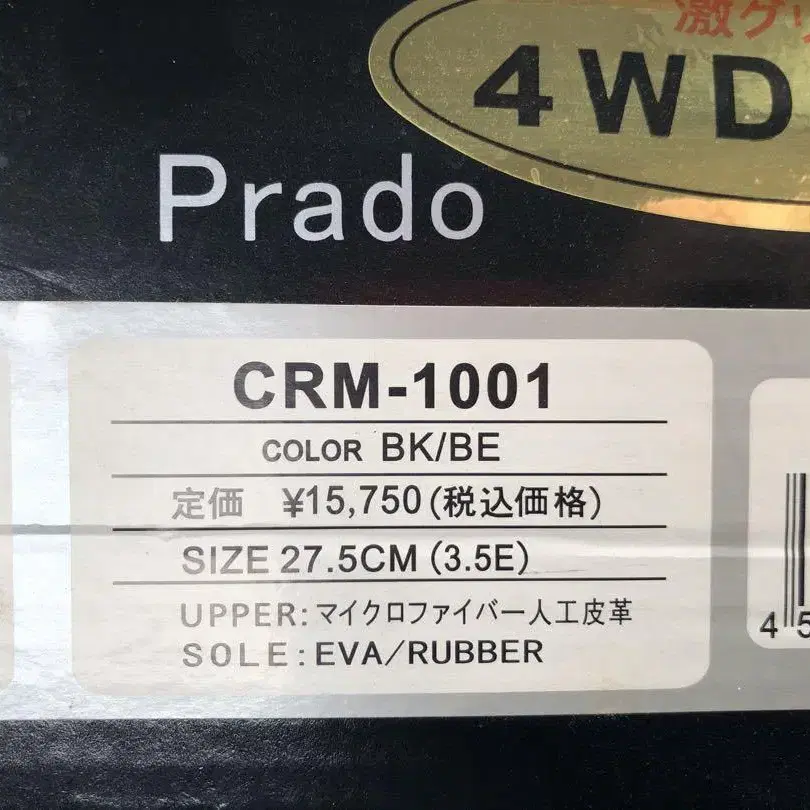 激グリ
4WD
Prado
CRM-1001
COLOR BK/BE
定価 ¥15,750(税込価格)
SIZE 27.5CM (3.5E)
UPPER:マイクロファイバー人工皮革
SOLE:EVA/RUBBER
45